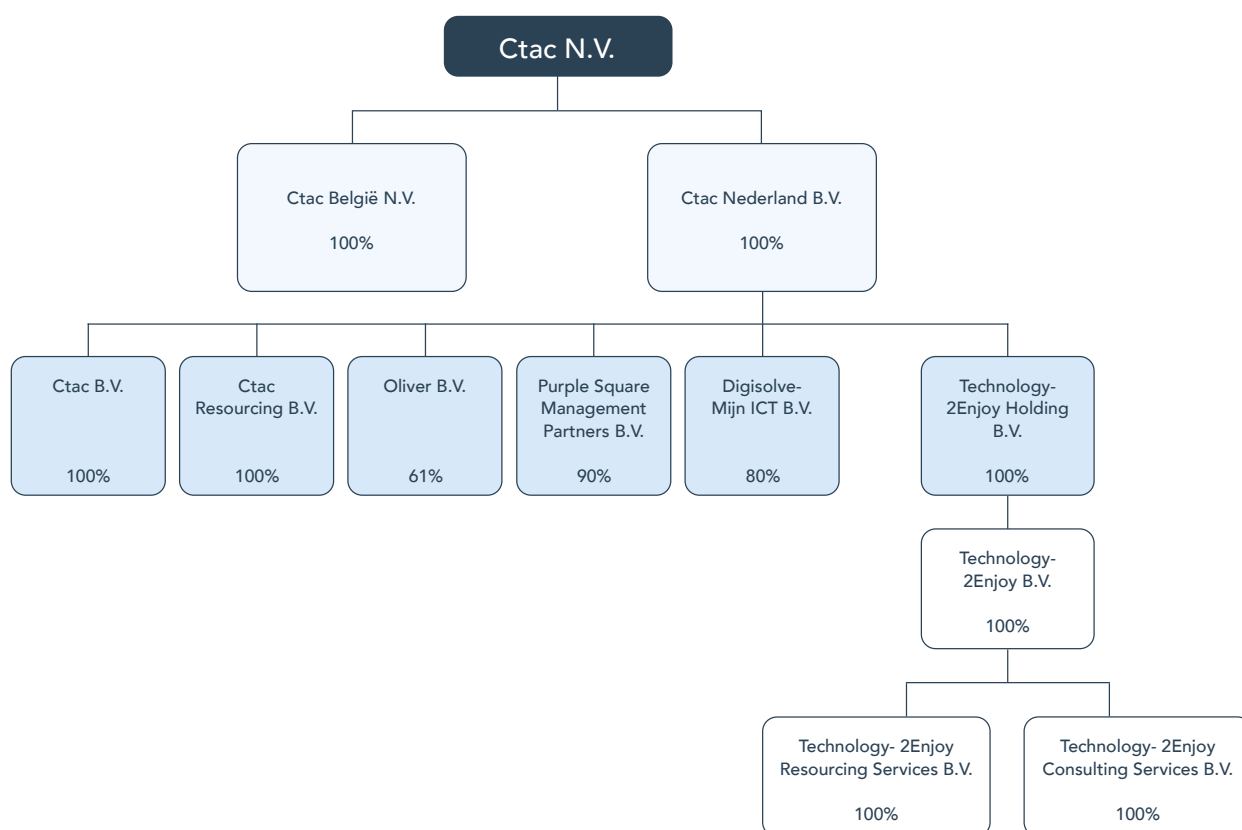 Ctac N.V.
Ctac België N.V.
100%
Ctac Nederland B.V.
100%
Ctac B.V.
100%
Ctac
Resourcing B.V.
100%
Oliver B.V.
61%
Purple Square
Management
Partners B.V.
90%
Digisolve-
Mijn ICT B.V.
80%
Technology-
2Enjoy Holding
B.V.
100%
Technology-
2Enjoy B.V.
100%
Technology- 2Enjoy
Resourcing Services B.V.
100%
Technology- 2Enjoy
Consulting Services B.V.
100%